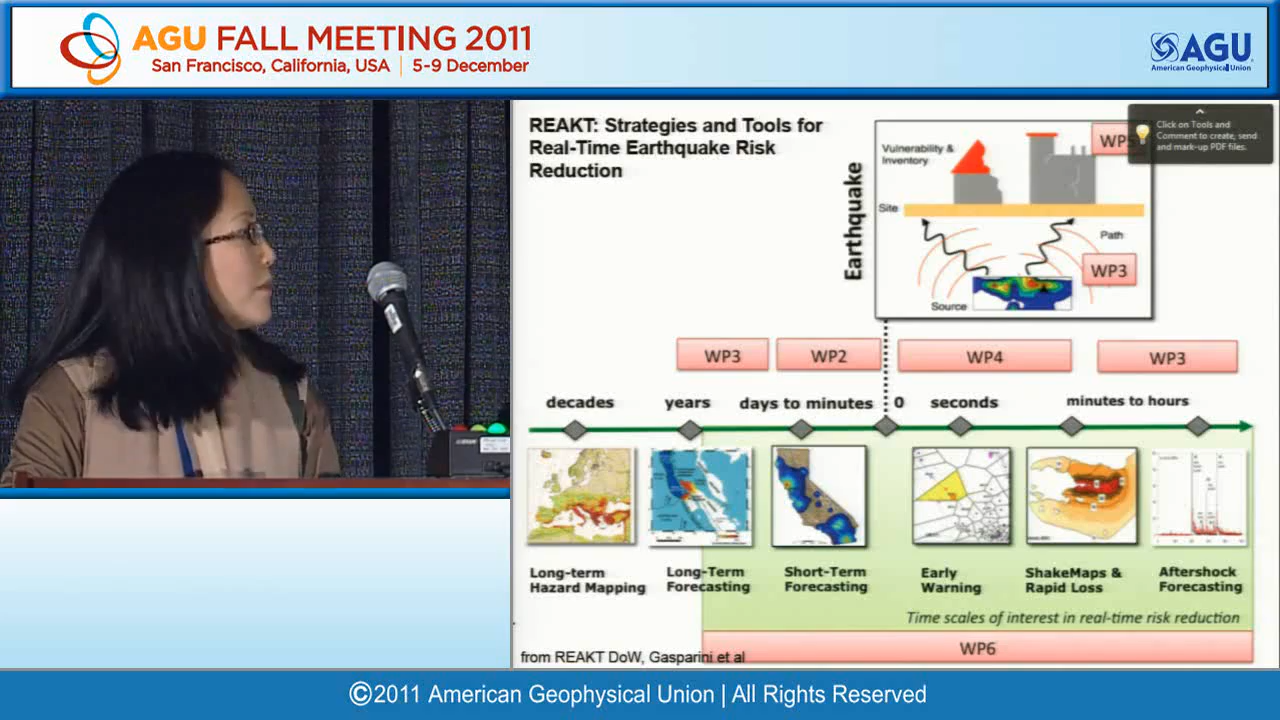 AGU FALL MEETING 2011
San Francisco, California, USA | 5-9 December
AGU
American Geophysical Union
REAKT: Strategies and Tools for
Real-Time Earthquake Risk
Reduction
Click on Tools and
Comment to create, send
and mark-up PDF files.
Earthquake
Vulnerability &
Inventory
Site
Path
WP3
Source
WP3
WP2
WP4
WP3
decades
years
days to minutes
0
seconds
minutes to hours
Long-term
Hazard Mapping
Long-Term
Forecasting
Short-Term
Forecasting
Early
Warning
ShakeMaps &
Rapid Loss
Aftershock
Forecasting
Time scales of interest in real-time risk reduction
WP6
from REAKT DoW, Gasparini et al
©2011 American Geophysical Union | All Rights Reserved